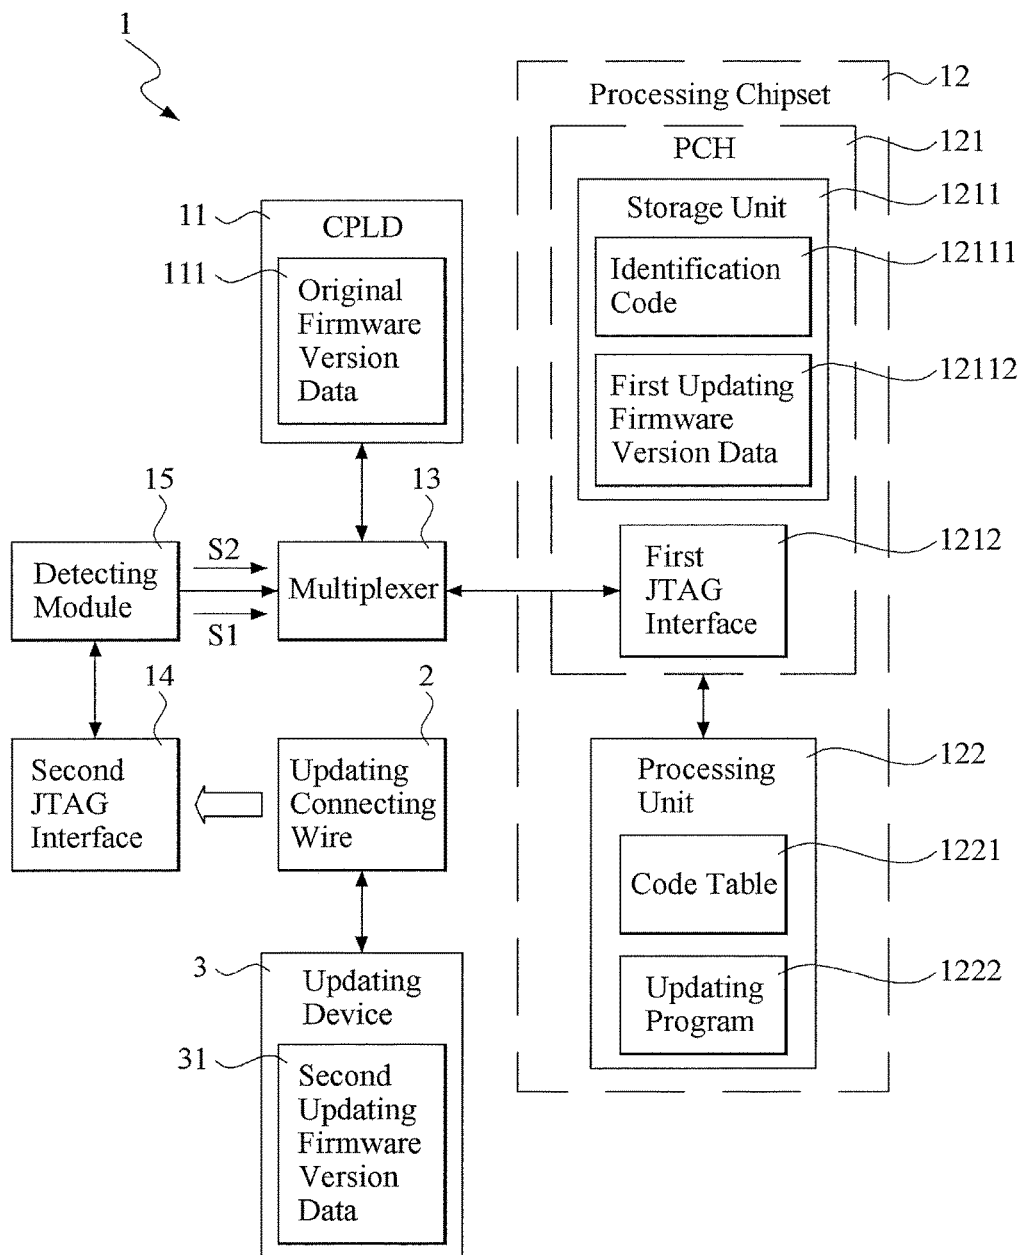 1
12
Processing Chipset
121
PCH
1211
Storage Unit
12111
Identification
Code
12112
First Updating
Firmware
Version Data
11
CPLD
111
Original
Firmware
Version
Data
15
Detecting
Module
S2
S1
13
Multiplexer
1212
First
JTAG
Interface
14
Second
JTAG
Interface
2
Updating
Connecting
Wire
122
Processing
Unit
1221
Code Table
1222
Updating
Program
3
Updating
Device
31
Second
Updating
Firmware
Version
Data